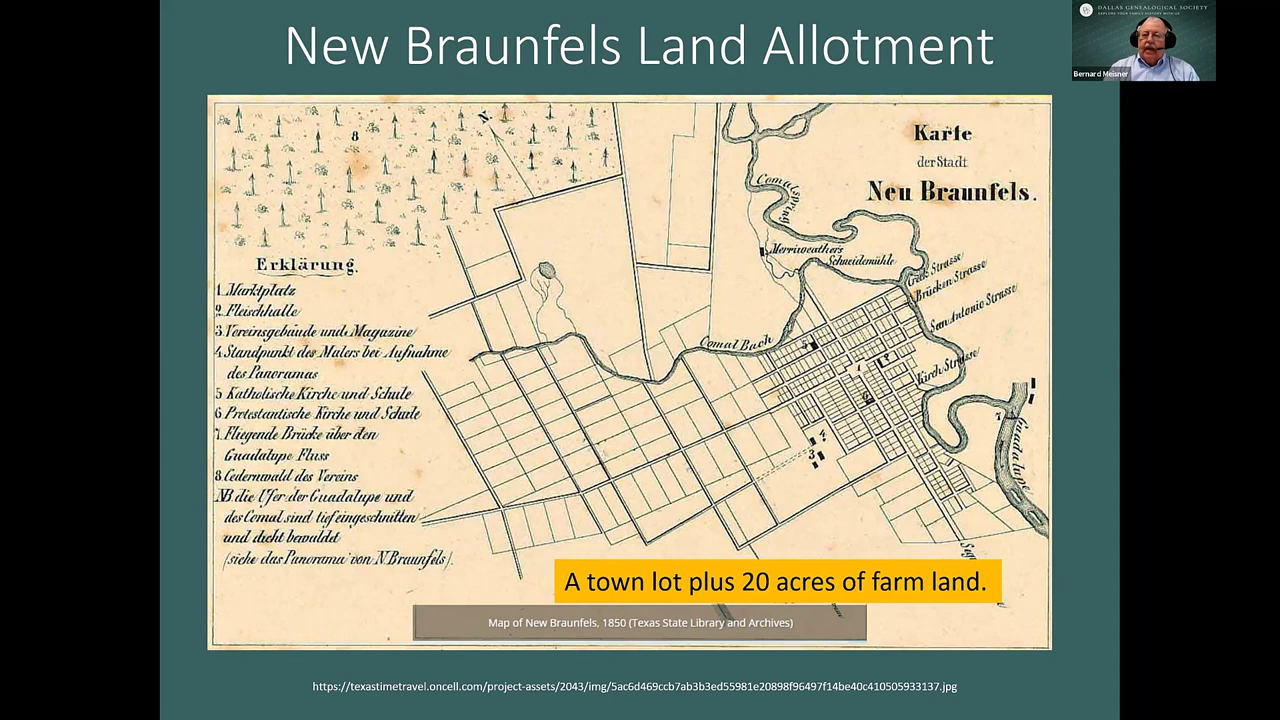 New Braunfels Land Allotment
DALLAS GENEALOGICAL SOCIETY
Bernard Meisner
8
N
Karte
der Stadt
Neu Braunfels.
Comal spring
Merriweather's
Schneidemühle
Comal Bach
Creek Strasse
Brücken Strasse
San Antonio Strasse
Kirch Strasse
Guadalupe
Erklärung.
1 Marktplatz
2 Fleischhalle
3 Vereinsgebäude und Magazine
4 Standpunkt des Malers bei Aufnahme
des Panoramas
5 Katholische Kirche und Schule
6 Protestantische Kirche und Schule
7 Fliegende Brücke über den
Guadalupe Fluss
8 Cedernwald des Vereins
NB die Ufer der Guadalupe und
des Comal sind tief eingeschnitten
und dicht bewaldet
(siehe das Panorama von N Braunfels).
A town lot plus 20 acres of farm land.
Map of New Braunfels, 1850 (Texas State Library and Archives)
https://texastimetravel.oncell.com/project-assets/2043/img/5ac6d469ccb7ab3b3ed55981e20898f96497f14be40c410505933137.jpg